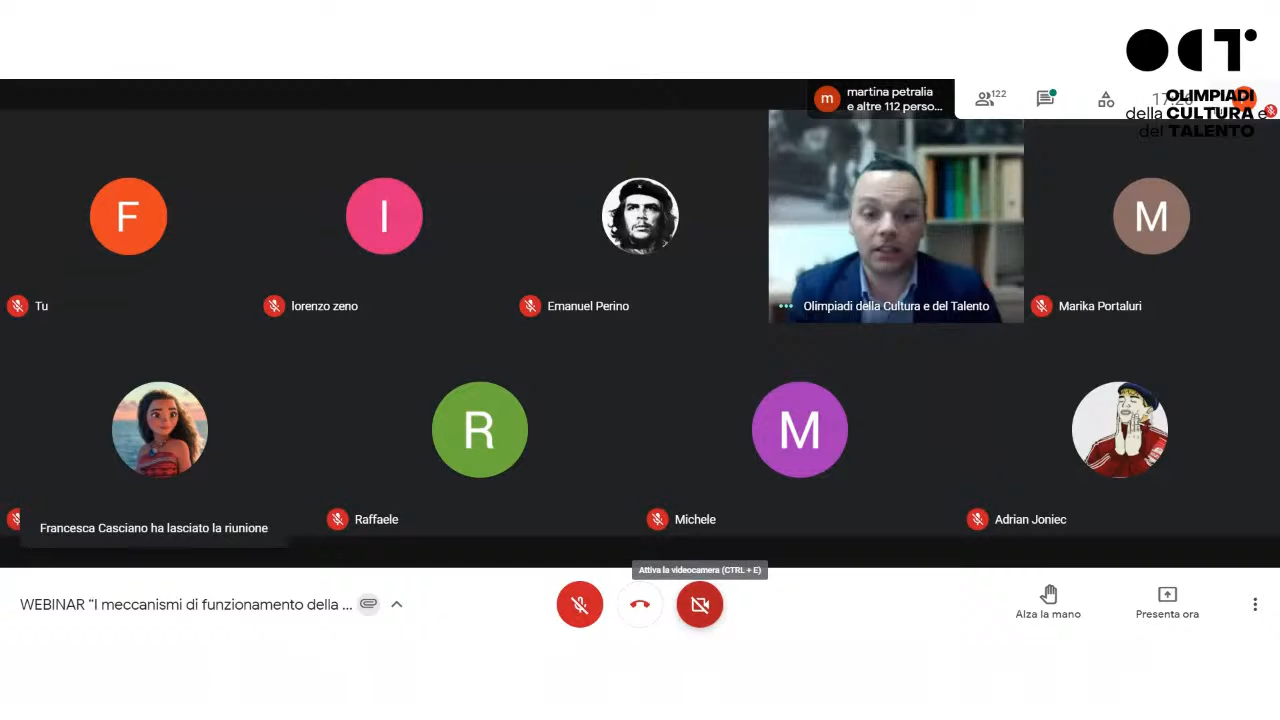 OCT
martina petralia
e altre 112 perso...
122
OLIMPIADI
della CULTURA e
del TALENTO
F
I
M
Tu
lorenzo zeno
Emanuel Perino
Olimpiadi della Cultura e del Talento
Marika Portaluri
R
M
Francesca Casciano ha lasciato la riunione
Raffaele
Michele
Adrian Joniec
Attiva la videocamera (CTRL + E)
WEBINAR “I meccanismi di funzionamento della ...
Alza la mano
Presenta ora
m